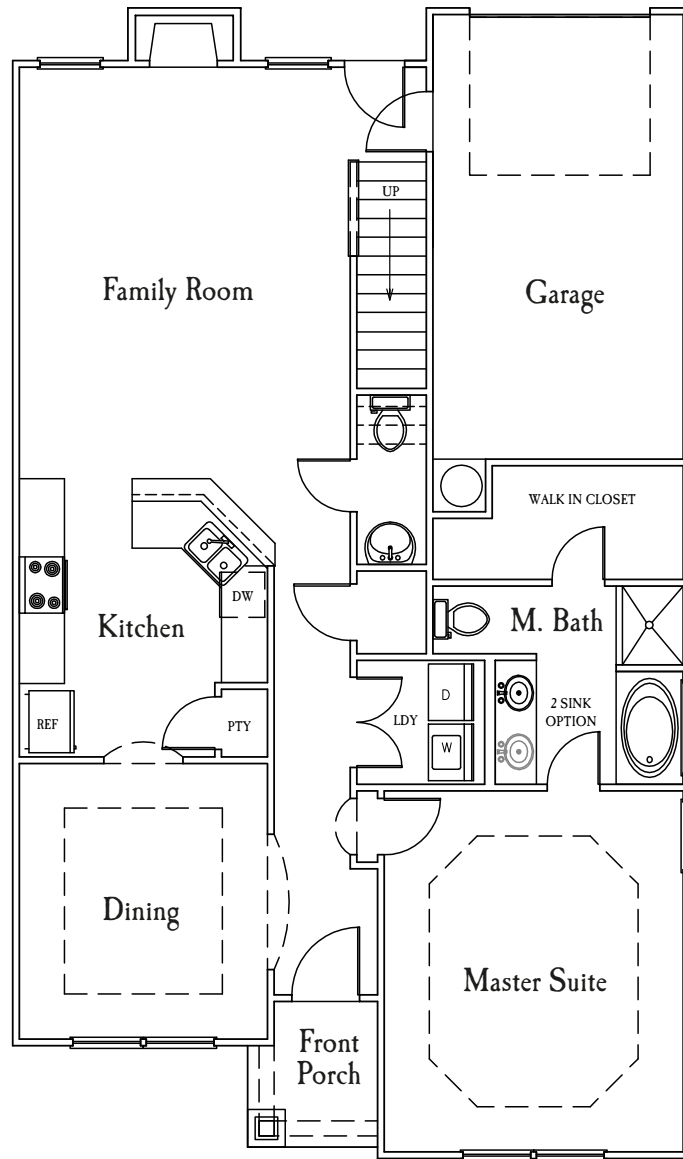 UP
Family Room
Garage
WALK IN CLOSET
DW
Kitchen
M. Bath
REF
PTY
LDY
D
W
2 SINK
OPTION
Dining
Master Suite
Front
Porch